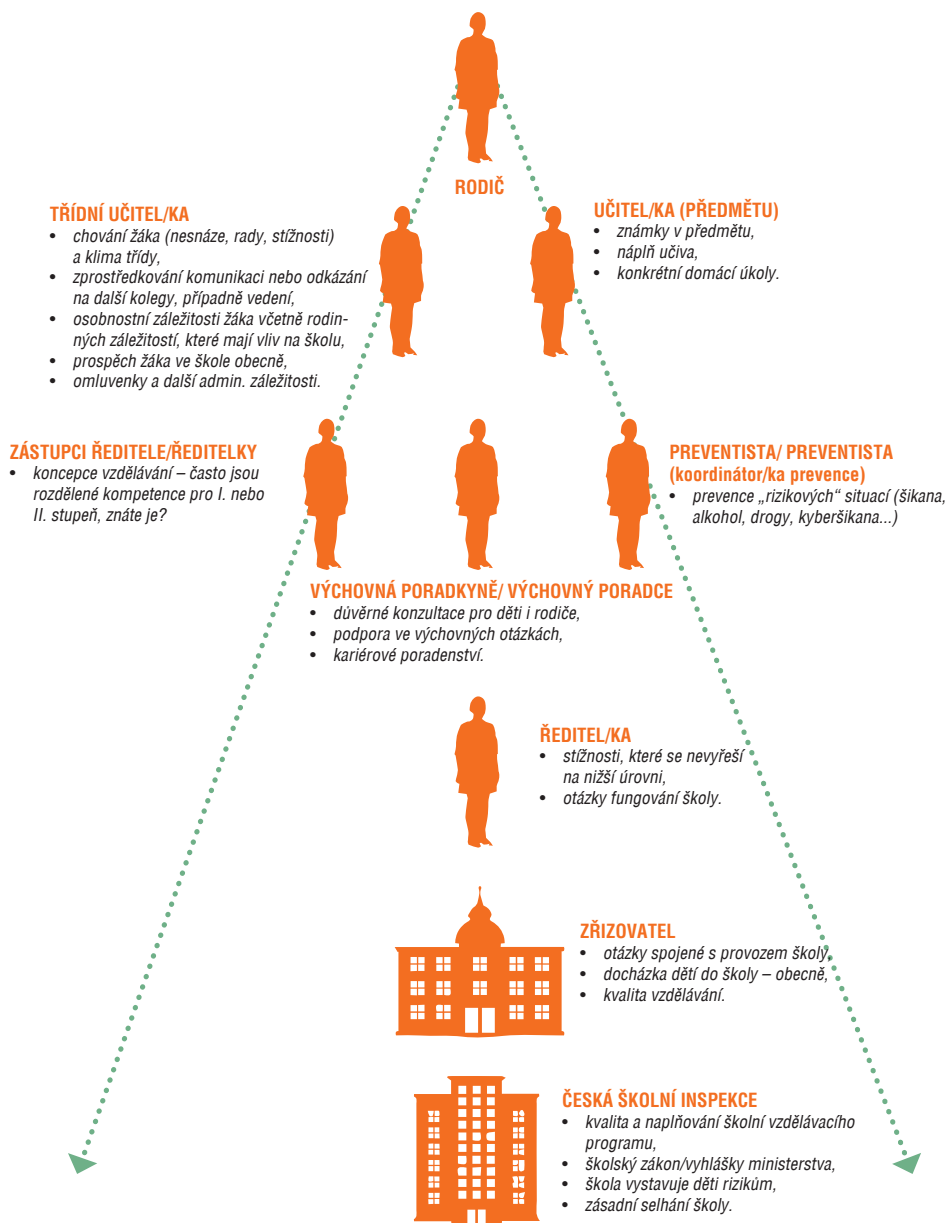 RODIČ
TŘÍDNÍ UČITEL/KA
• chování žáka (nesnáze, rady, stížnosti)
a klima třídy,
• zprostředkování komunikaci nebo odkázání
na další kolegy, případně vedení,
• osobnostní záležitosti žáka včetně rodin-
ných záležitostí, které mají vliv na školu,
• prospěch žáka ve škole obecně,
• omluvenky a další admin. záležitosti.
UČITEL/KA (PŘEDMĚTU)
• známky v předmětu,
• náplň učiva,
• konkrétní domácí úkoly.
ZÁSTUPCI ŘEDITELE/ŘEDITELKY
• koncepce vzdělávání – často jsou
rozdělené kompetence pro I. nebo
II. stupeň, znáte je?
PREVENTISTA/ PREVENTISTA
(koordinátor/ka prevence)
• prevence „rizikových“ situací (šikana,
alkohol, drogy, kyberšikana...)
VÝCHOVNÁ PORADKYNĚ/ VÝCHOVNÝ PORADCE
• důvěrné konzultace pro děti i rodiče,
• podpora ve výchovných otázkách,
• kariérové poradenství.
ŘEDITEL/KA
• stížnosti, které se nevyřeší
na nižší úrovni,
• otázky fungování školy.
ZŘIZOVATEL
• otázky spojené s provozem školy,
• docházka dětí do školy – obecně,
• kvalita vzdělávání.
ČESKÁ ŠKOLNÍ INSPEKCE
• kvalita a naplňování školní vzdělávacího
programu,
• školský zákon/vyhlášky ministerstva,
• škola vystavuje děti rizikům,
• zásadní selhání školy.